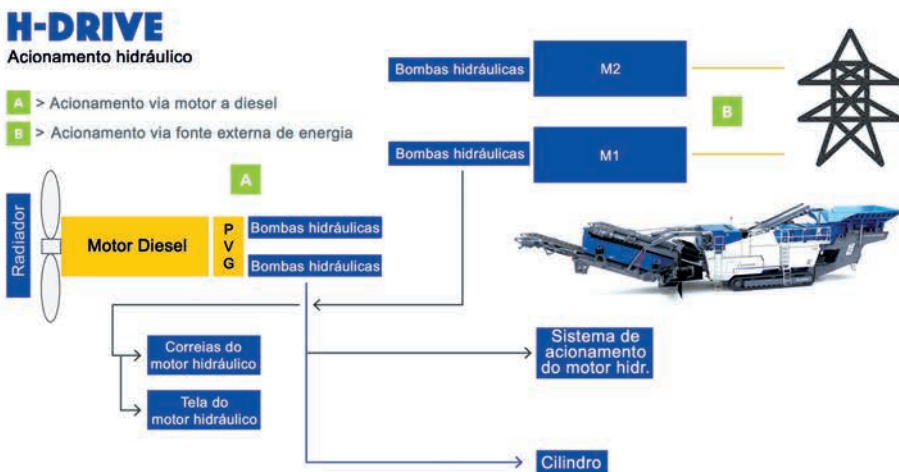 H-DRIVE
Acionamento hidráulico
A > Acionamento via motor a diesel
B > Acionamento via fonte externa de energia
Bombas hidráulicas
M2
B
Bombas hidráulicas
M1
A
Radiador
Motor Diesel
P
V
G
Bombas hidráulicas
Bombas hidráulicas
Correias do
motor hidráulico
Tela do
motor hidráulico
Sistema de
acionamento
do motor hidr.
Cilindro